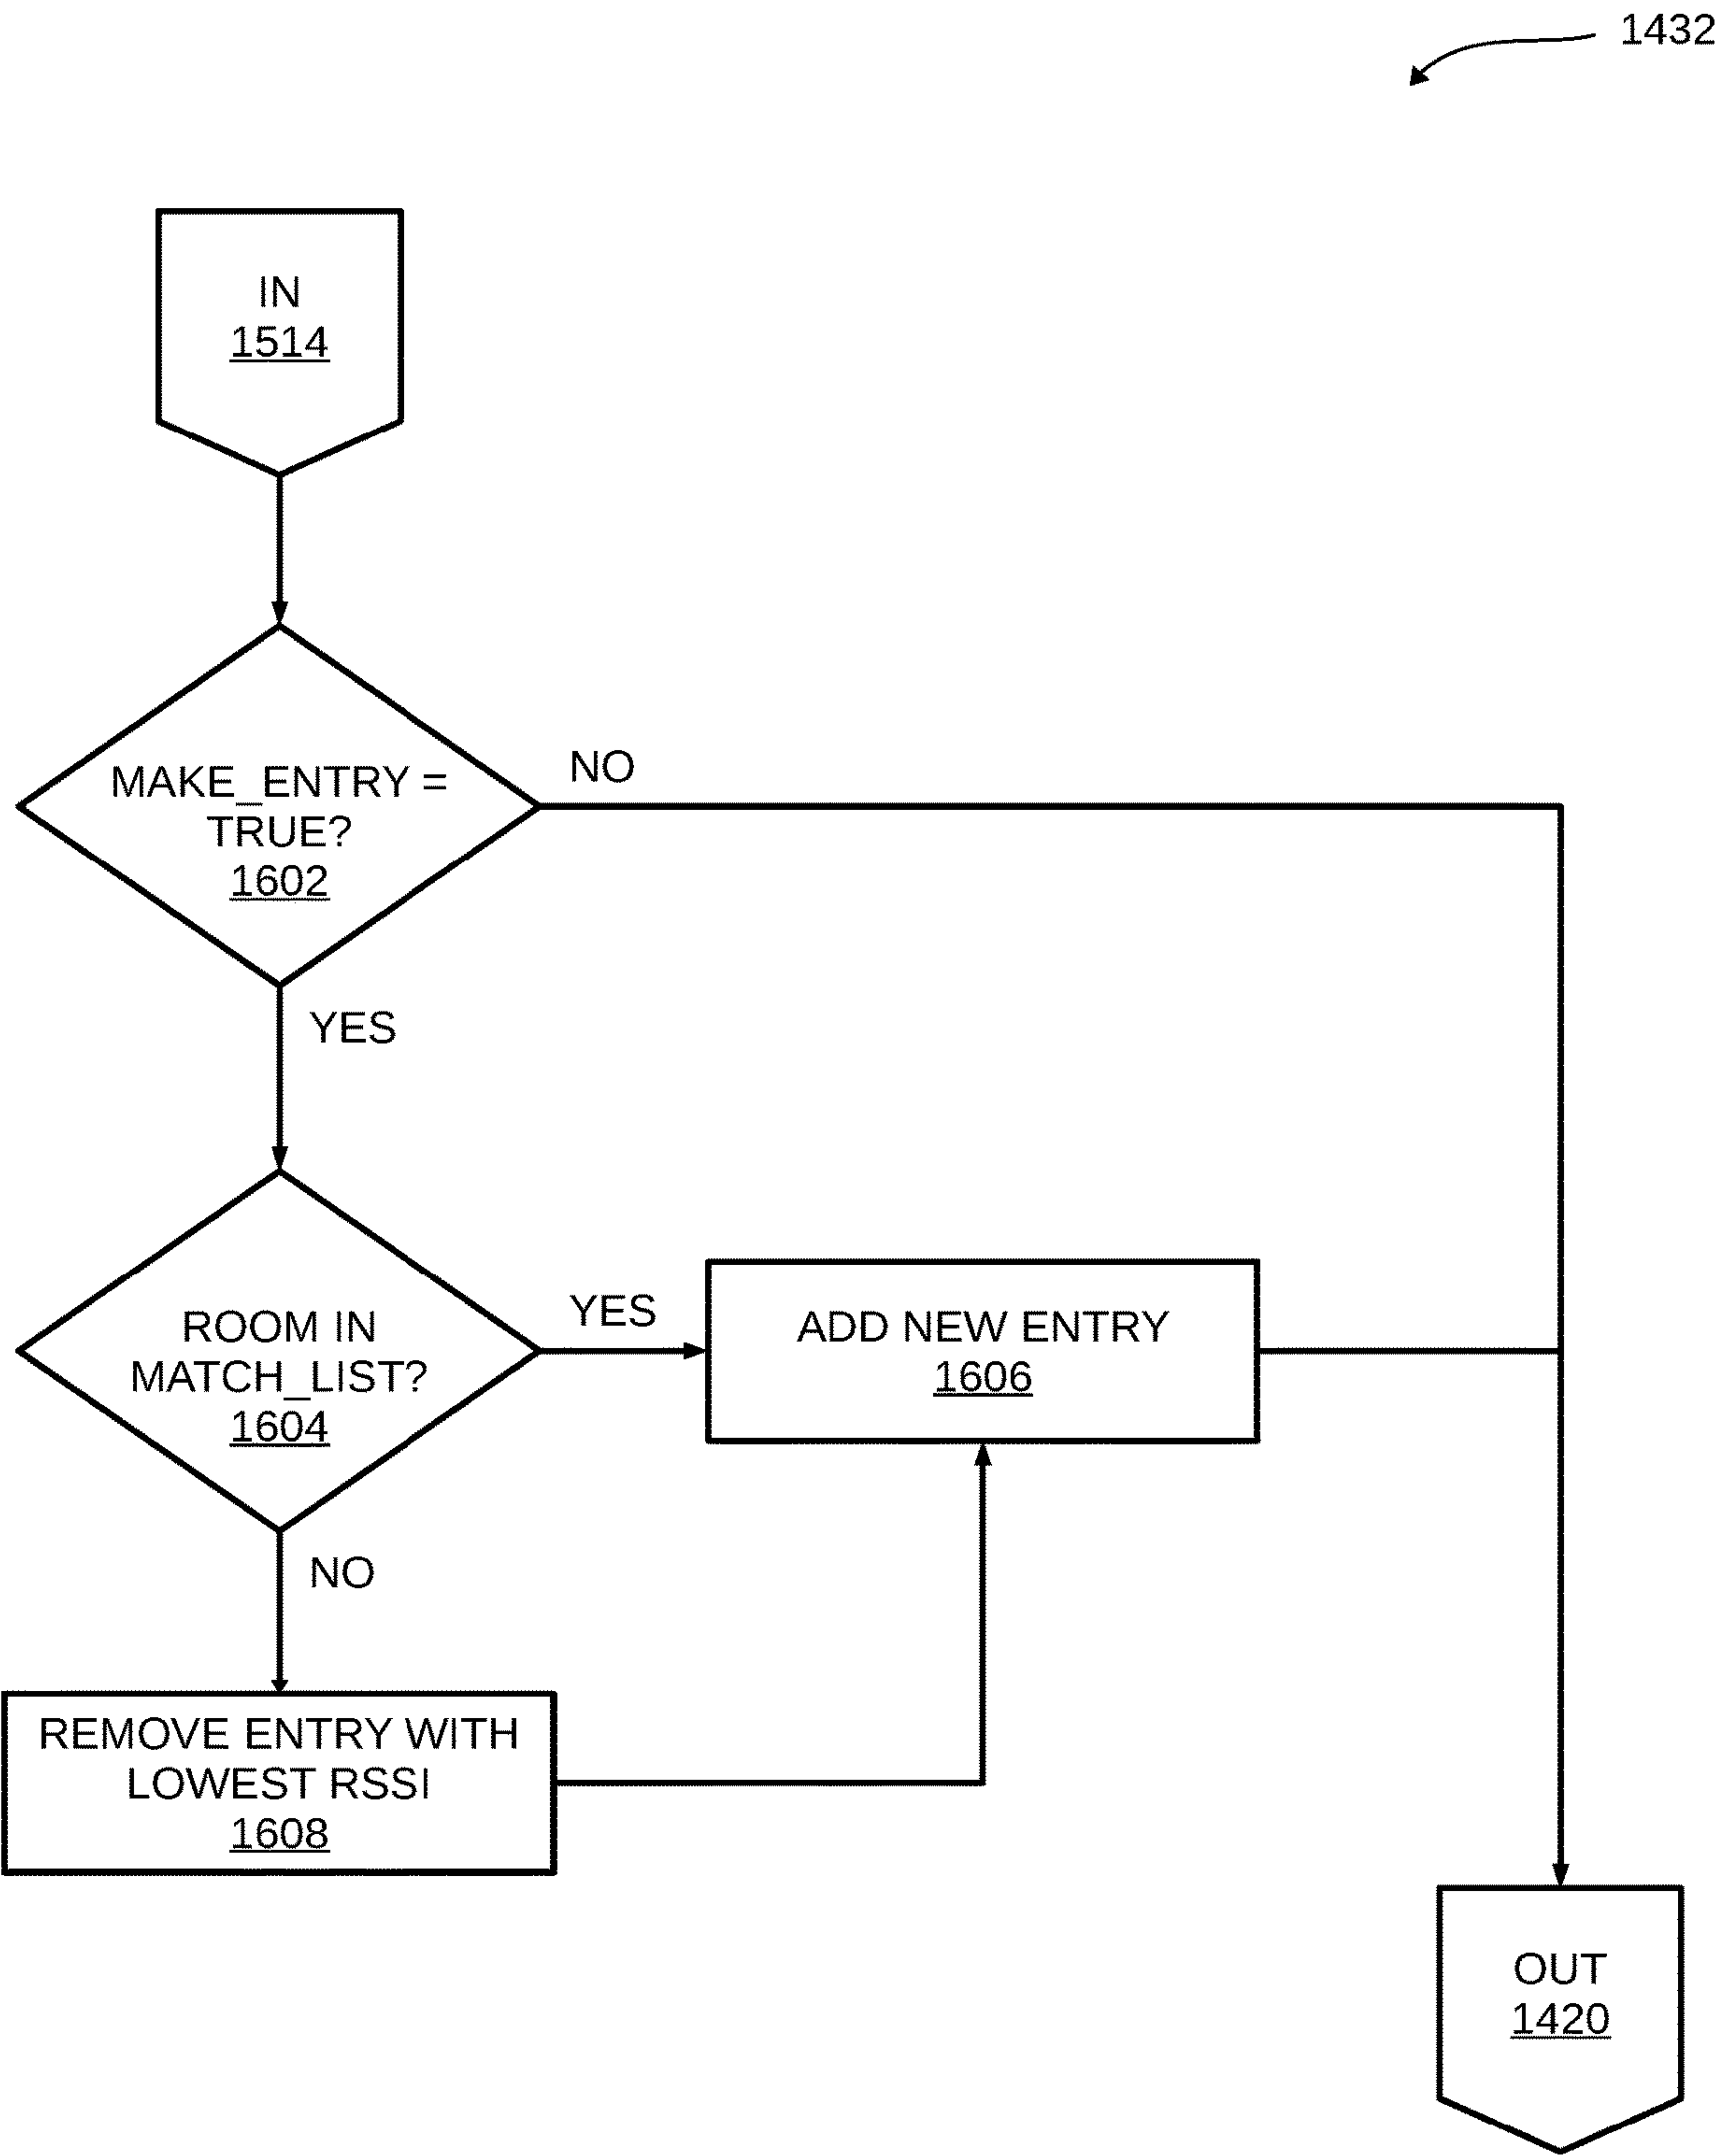 1432
IN
1514
MAKE_ENTRY =
TRUE?
1602
NO
YES
ROOM IN
MATCH_LIST?
1604
YES
ADD NEW ENTRY
1606
NO
REMOVE ENTRY WITH
LOWEST RSSI
1608
OUT
1420